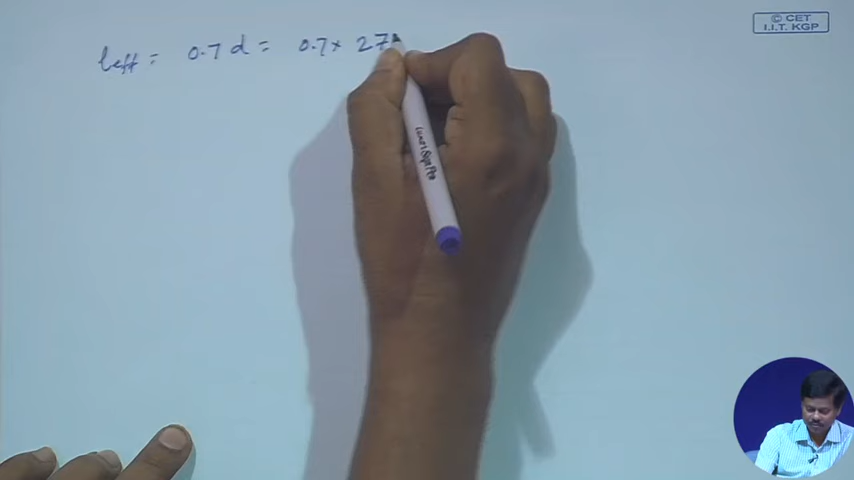 leff = 0.7 d = 0.7 x 27
© CET
I.I.T. KGP